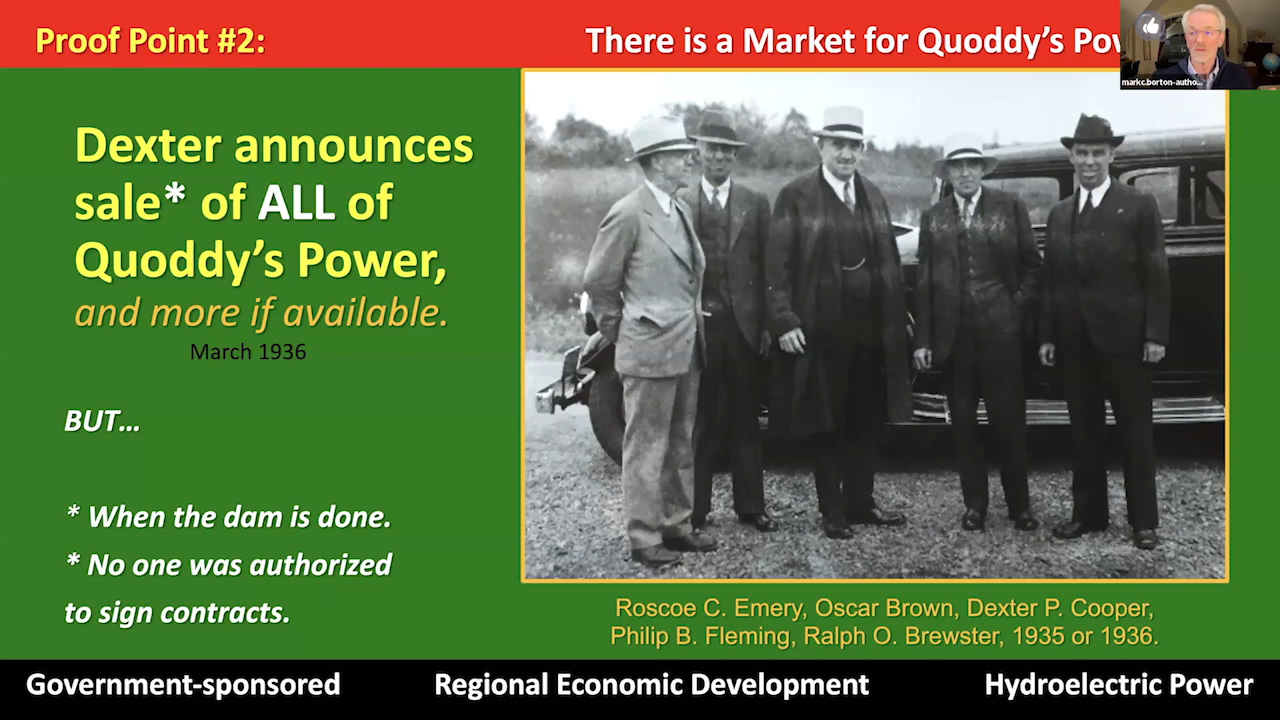 Proof Point #2:
There is a Market for Quoddy's
markc.borton-autho...
Dexter announces
sale* of ALL of
Quoddy's Power,
and more if available.
March 1936
BUT...
* When the dam is done.
* No one was authorized
to sign contracts.
Roscoe C. Emery, Oscar Brown, Dexter P. Cooper,
Philip B. Fleming, Ralph O. Brewster, 1935 or 1936.
Government-sponsored
Regional Economic Development
Hydroelectric Power